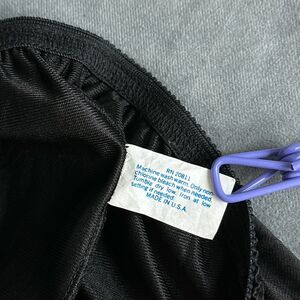 RN 20811
Machine wash warm. Only non-
chlorine bleach when needed.
Tumble dry low. Iron at low
setting if needed.
MADE IN U.S.A.